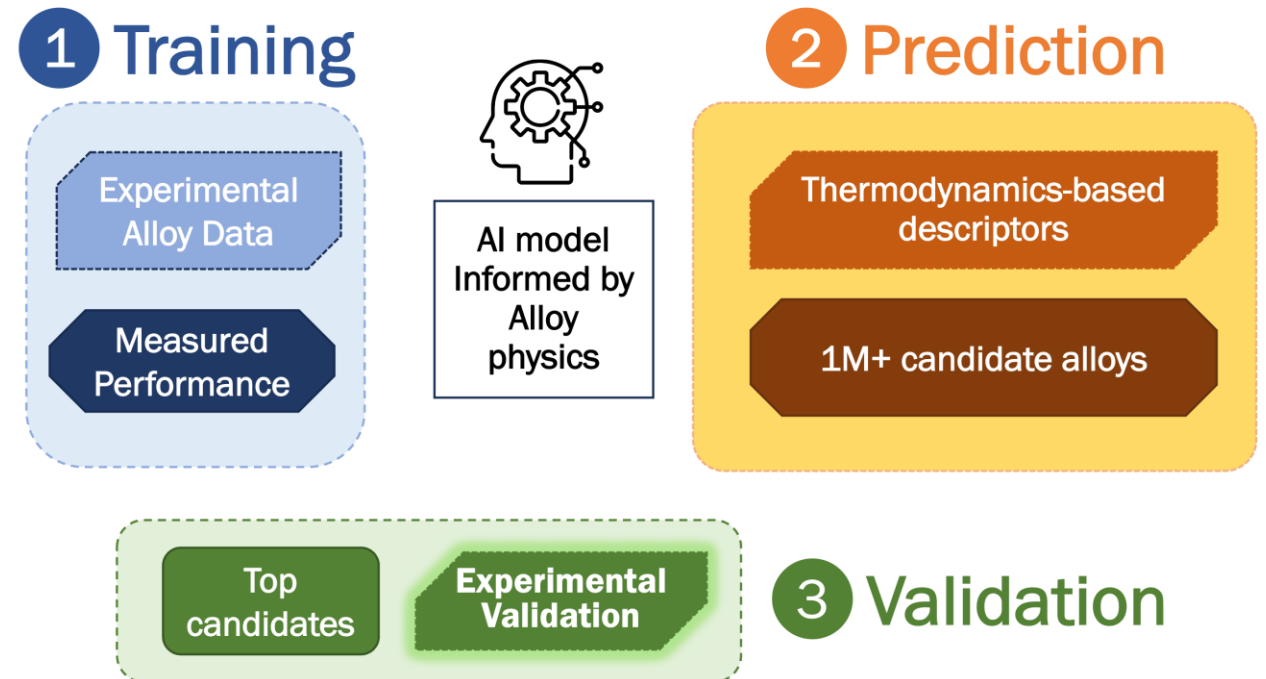 1 Training
Experimental
Alloy Data
Measured
Performance
AI model
Informed by
Alloy
physics
2 Prediction
Thermodynamics-based
descriptors
1M+ candidate alloys
Top
candidates
Experimental
Validation
3 Validation